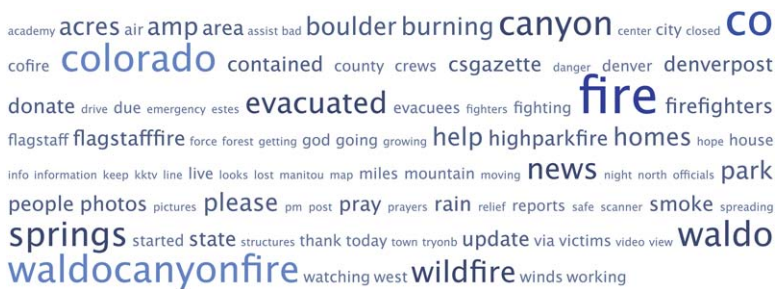 academy acres air amp area assist bad boulder burning canyon center city closed co
cofire colorado contained county crews csgazette danger denver denverpost
donate drive due emergency estes evacuated evacuees fighters fighting fire firefighters
flagstaff flagstafffire force forest getting god going growing help highparkfire homes hope house
info information keep kktv line live looks lost manitou map miles mountain moving news night north officials park
people photos pictures please pm post pray prayers rain relief reports safe scanner smoke spreading
springs started state structures thank today town tryonb update via victims video view waldo
waldocanyonfire watching west wildfire winds working